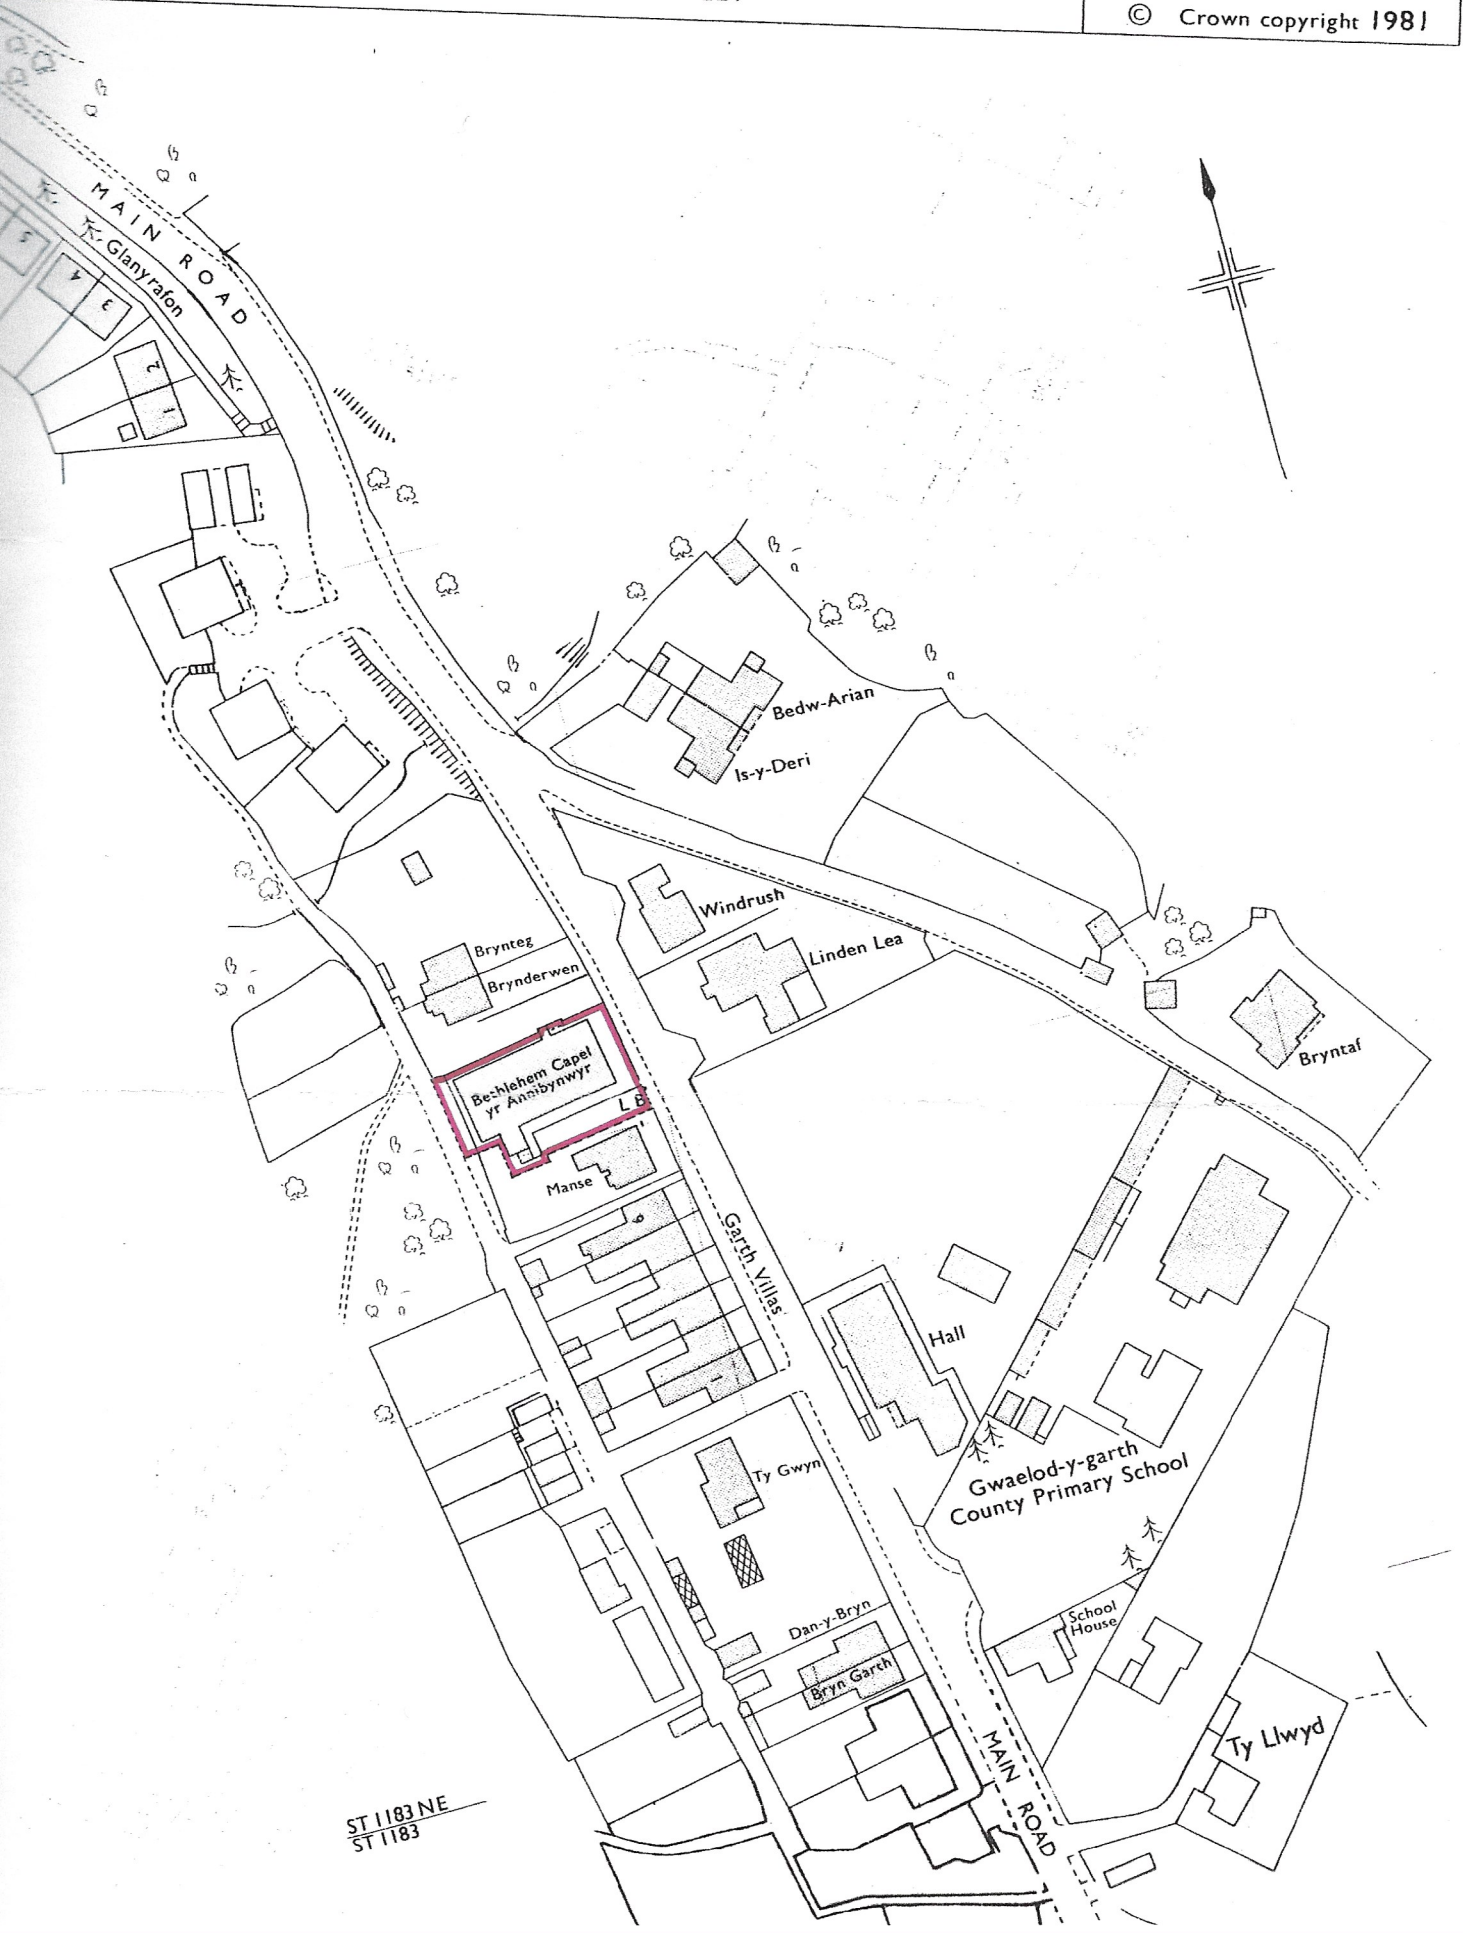 © Crown copyright 1981
MAIN ROAD
Glanyrafon
5
4
3
2
1
Bedw-Arian
Is-y-Deri
Windrush
Linden Lea
Brynteg
Brynderwen
Bryntaf
Bethlehem Capel
yr Annibynwyr
L B
Manse
9
Garth Villas
1
Hall
Gwaelod-y-garth
County Primary School
Ty Gwyn
School
House
Dan-y-Bryn
Bryn Garth
MAIN ROAD
Ty Llwyd
ST 1183 NE
ST 1183